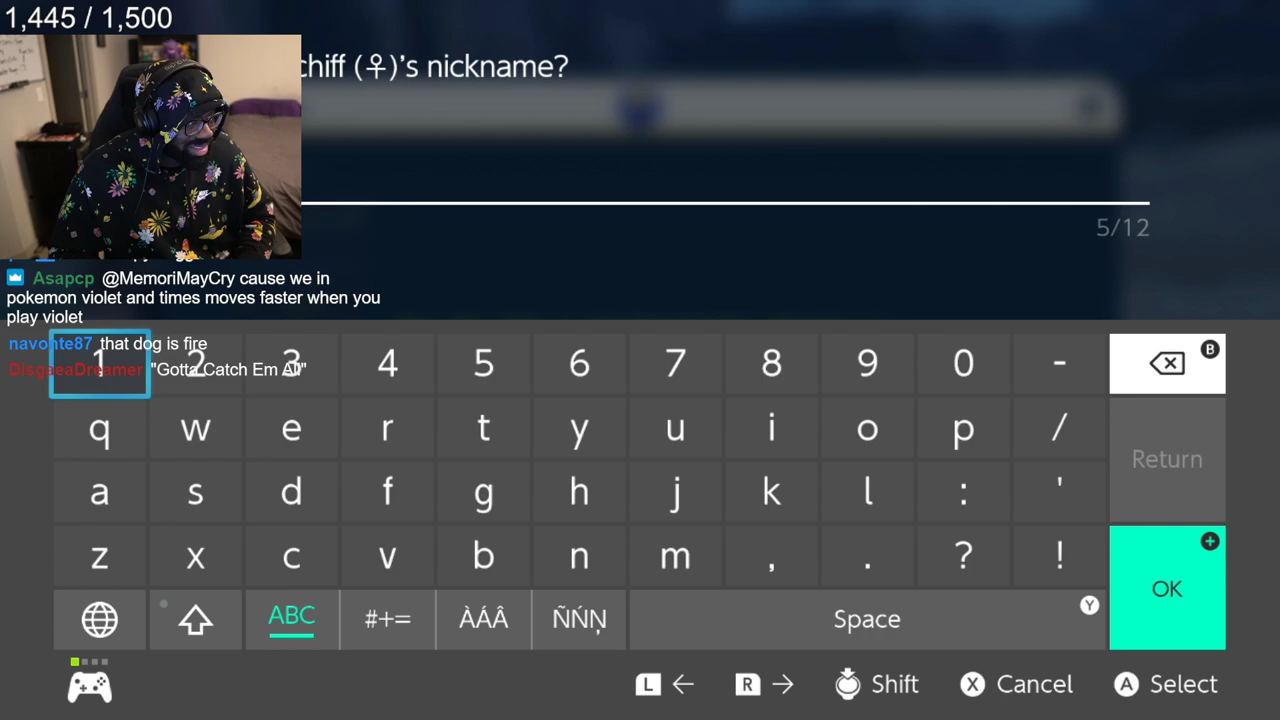 1,445 / 1,500
chiff (♀)'s nickname?
5/12
Asapcp @MemoriMayCry cause we in
pokemon violet and times moves faster when you
play violet
navonte87 that dog is fire
DisgaeaDreamer "Gotta Catch Em All"
1 2 3 4 5 6 7 8 9 0 - B
q w e r t y u i o p / Return
a s d f g h j k l : '
z x c v b n m , . ? ! + OK
ABC #+= ÀÁÂ ÑŃŅ Space Y
L ← R → Shift X Cancel A Select